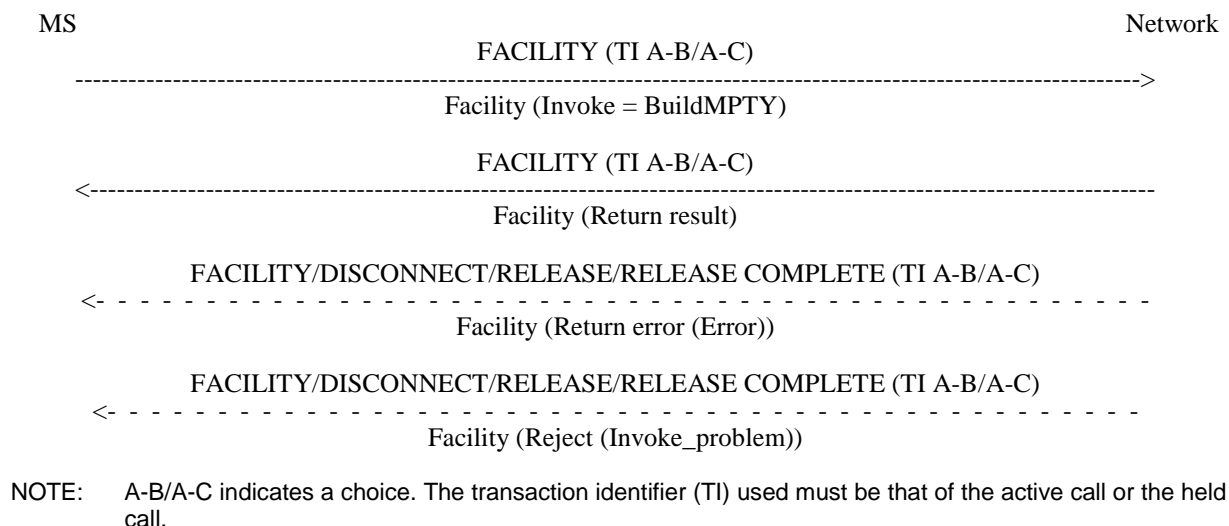 MS Network
FACILITY (TI A-B/A-C)
Facility (Invoke = BuildMPTY)
FACILITY (TI A-B/A-C)
Facility (Return result)
FACILITY/DISCONNECT/RELEASE/RELEASE COMPLETE (TI A-B/A-C)
Facility (Return error (Error))
FACILITY/DISCONNECT/RELEASE/RELEASE COMPLETE (TI A-B/A-C)
Facility (Reject (Invoke_problem))
NOTE: A-B/A-C indicates a choice. The transaction identifier (TI) used must be that of the active call or the held
call.